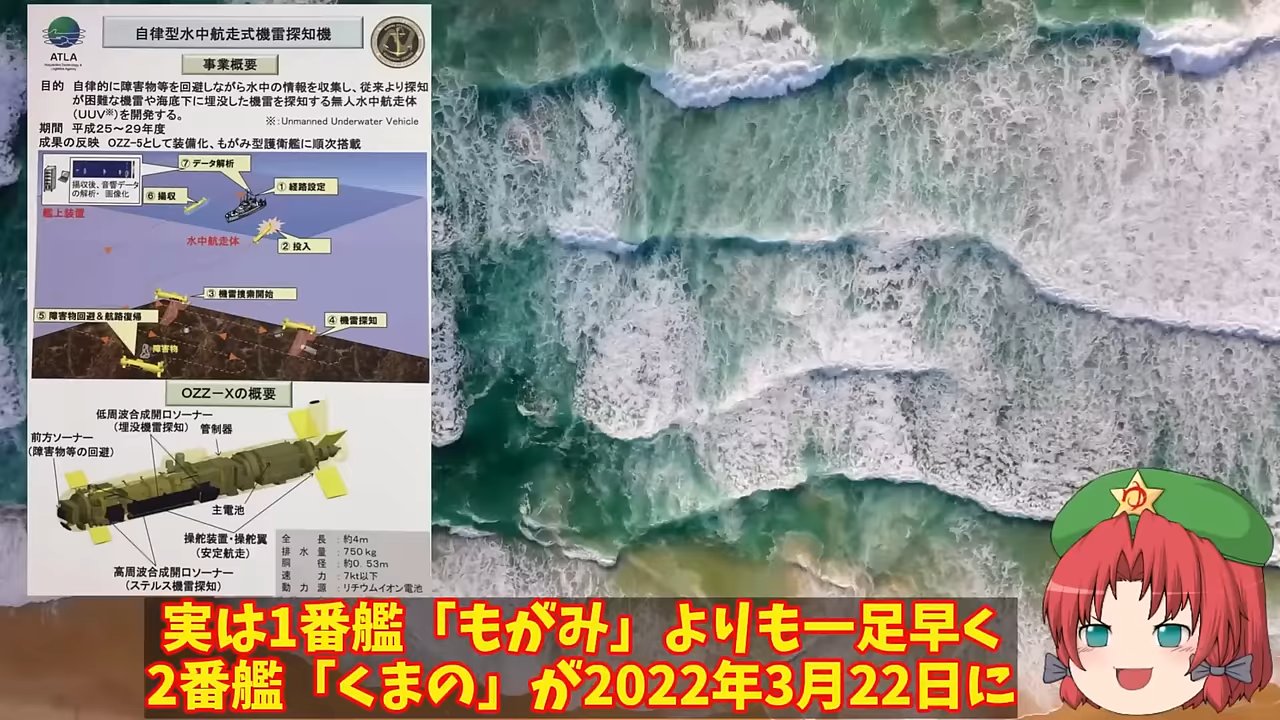 ATLA
自律型水中航走式機雷探知機
事業概要
目的 自律的に障害物等を回避しながら水中の情報を収集し、従来より探知
が困難な機雷や海底下に埋没した機雷を探知する無人水中航走体
(UUV※)を開発する。
※:Unmanned Underwater Vehicle
期間 平成25～29年度
成果の反映 OZZ-5として装備化、もがみ型護衛艦に順次搭載
⑦データ解析
揚収後、音響データ
の解析・画像化
艦上装置
⑥揚収
①経路設定
水中航走体
②投入
③機雷捜索開始
⑤障害物回避&航路復帰
④機雷探知
障害物
OZZ-Xの概要
低周波合成開口ソーナー
(埋没機雷探知)
管制器
前方ソーナー
(障害物等の回避)
主電池
操舵装置・操舵翼
(安定航走)
高周波合成開口ソーナー
(ステルス機雷探知)
全長:約4m
排水量:750kg
胴径:約0.53m
速力:7kt以下
動力源:リチウムイオン電池
実は1番艦「もがみ」よりも一足早く
2番艦「くまの」が2022年3月22日に